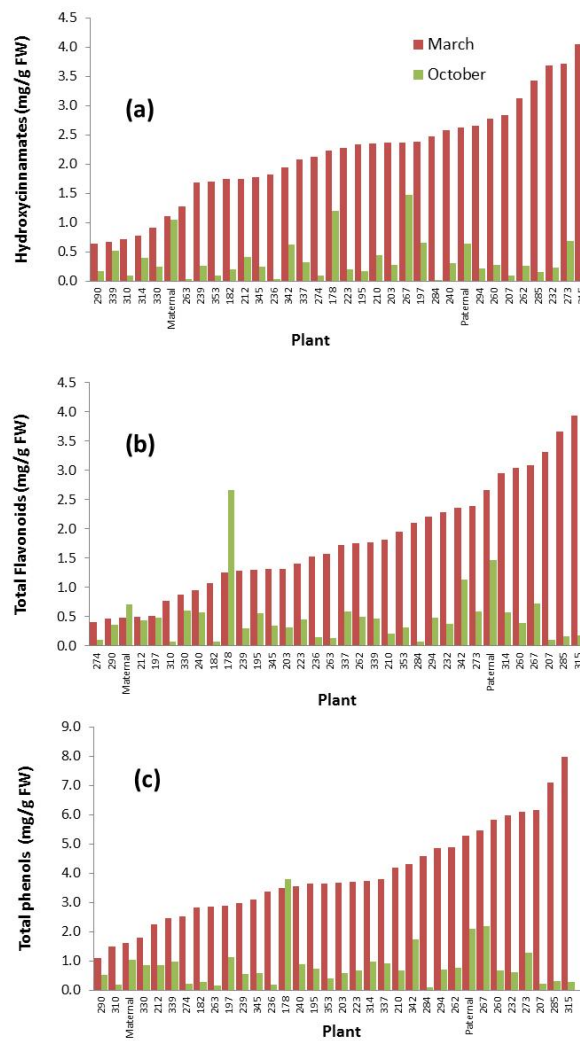 Hydroxycinnamates (mg/g FW)
4.5
4.0
3.5
3.0
2.5
2.0
1.5
1.0
0.5
0.0
(a)
March
October
290 339 310 314 330 Maternal 263 239 353 182 212 345 236 342 337 274 178 223 195 210 203 267 197 284 240 Paternal 294 260 207 262 285 232 273 315
Plant
Total Flavonoids (mg/g FW)
4.5
4.0
3.5
3.0
2.5
2.0
1.5
1.0
0.5
0.0
(b)
274 290 Maternal 212 197 310 330 240 182 178 239 195 345 203 223 236 263 337 262 339 210 353 284 294 232 342 273 Paternal 314 260 267 207 285 315
Plant
Total phenols (mg/g FW)
9.0
8.0
7.0
6.0
5.0
4.0
3.0
2.0
1.0
0.0
(c)
290 310 Maternal 330 212 339 274 182 263 197 239 345 236 178 240 195 353 203 223 314 337 210 342 284 294 262 Paternal 267 260 232 273 207 285 315
Plant